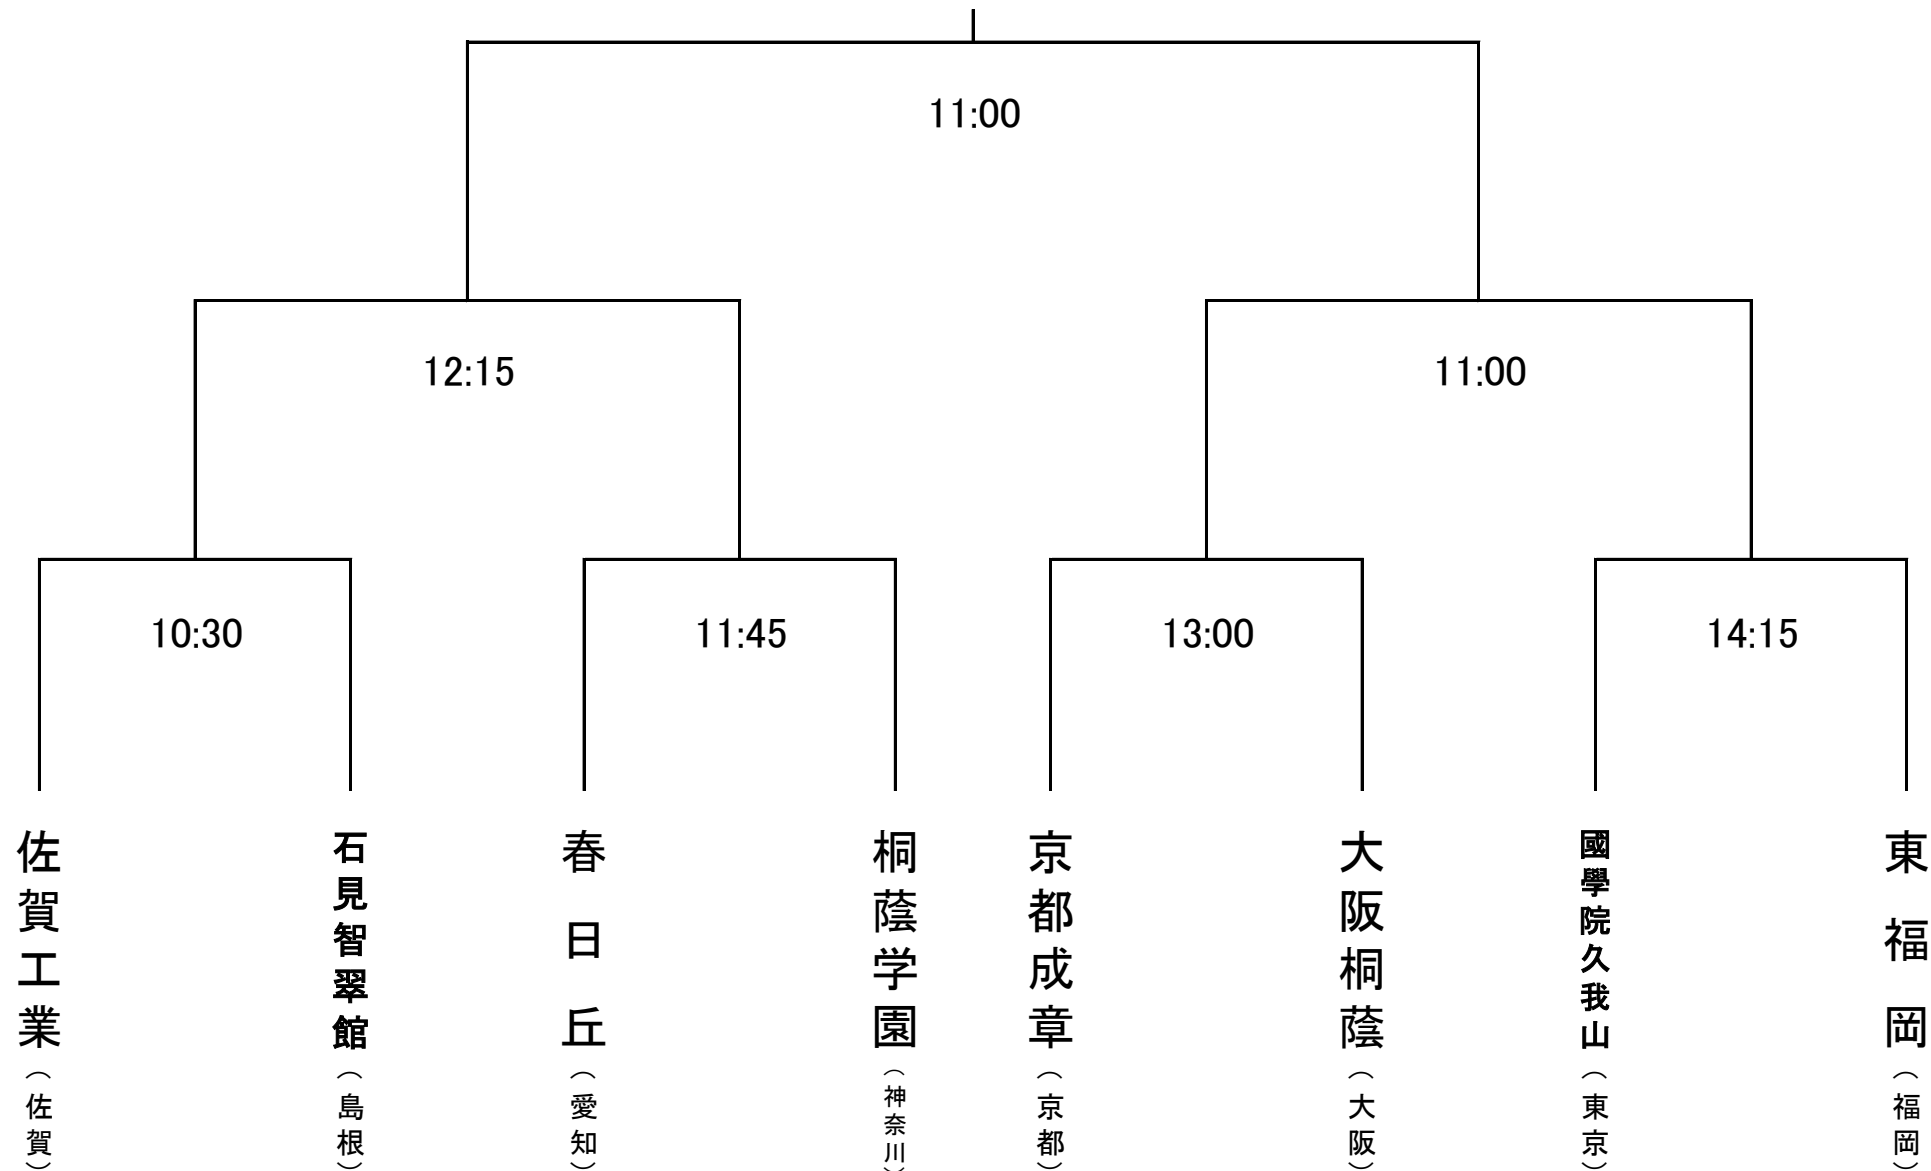 11:00
12:15
11:00
10:30
11:45
13:00
14:15
佐賀工業(佐賀)
石見智翠館(島根)
春日丘(愛知)
桐蔭学園(神奈川)
京都成章(京都)
大阪桐蔭(大阪)
國學院久我山(東京)
東福岡(福岡)